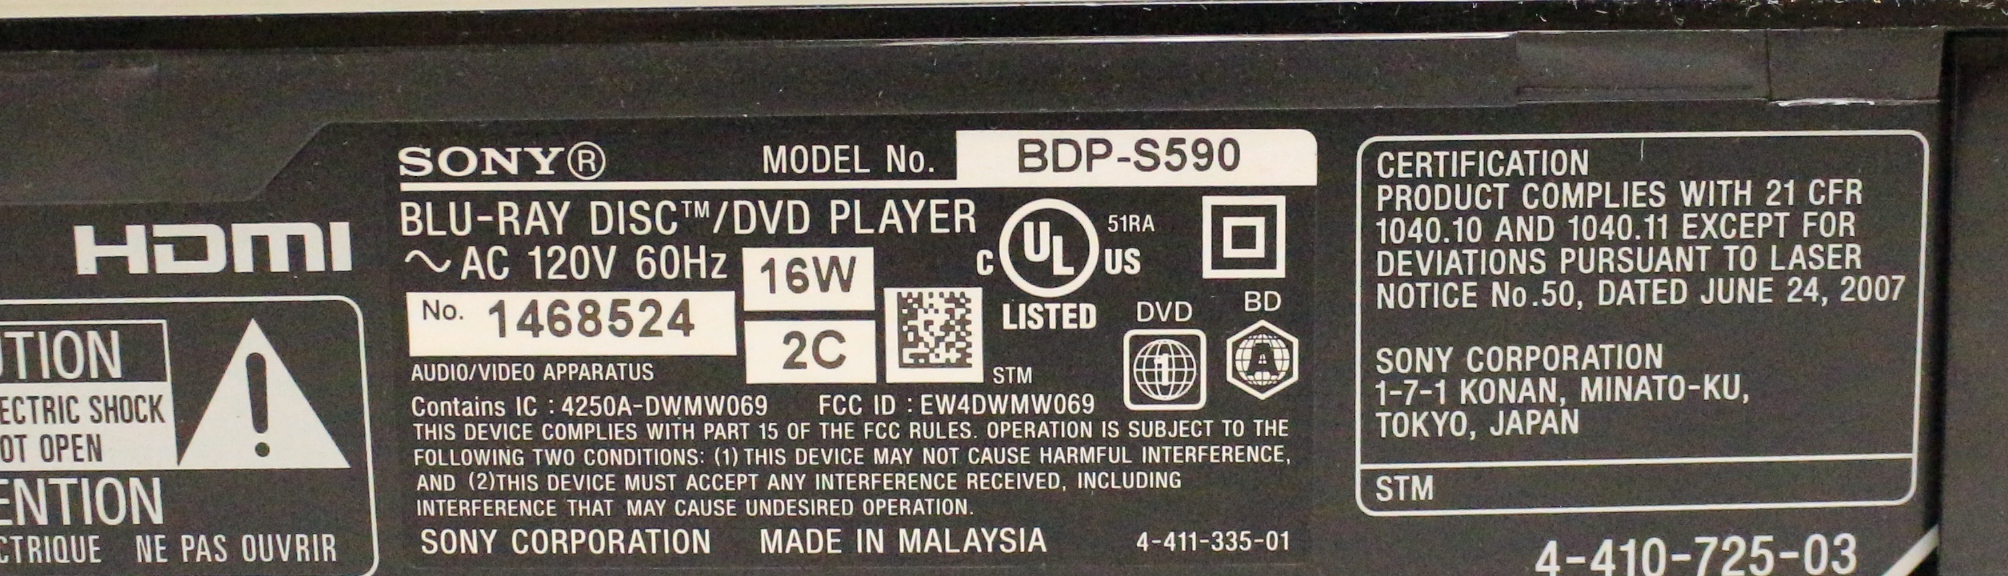 HDMI
UTION
ECTRIC SHOCK
OT OPEN
ENTION
CTRIQUE NE PAS OUVRIR
SONY® MODEL No. BDP-S590
BLU-RAY DISC™/DVD PLAYER
~ AC 120V 60Hz 16W
No. 1468524 2C
AUDIO/VIDEO APPARATUS
STM
C UL US 51RA
LISTED
DVD BD
1 A
Contains IC : 4250A-DWMW069 FCC ID : EW4DWMW069
THIS DEVICE COMPLIES WITH PART 15 OF THE FCC RULES. OPERATION IS SUBJECT TO THE
FOLLOWING TWO CONDITIONS: (1) THIS DEVICE MAY NOT CAUSE HARMFUL INTERFERENCE,
AND (2)THIS DEVICE MUST ACCEPT ANY INTERFERENCE RECEIVED, INCLUDING
INTERFERENCE THAT MAY CAUSE UNDESIRED OPERATION.
SONY CORPORATION MADE IN MALAYSIA 4-411-335-01
CERTIFICATION
PRODUCT COMPLIES WITH 21 CFR
1040.10 AND 1040.11 EXCEPT FOR
DEVIATIONS PURSUANT TO LASER
NOTICE No.50, DATED JUNE 24, 2007
SONY CORPORATION
1-7-1 KONAN, MINATO-KU,
TOKYO, JAPAN
STM
4-410-725-03